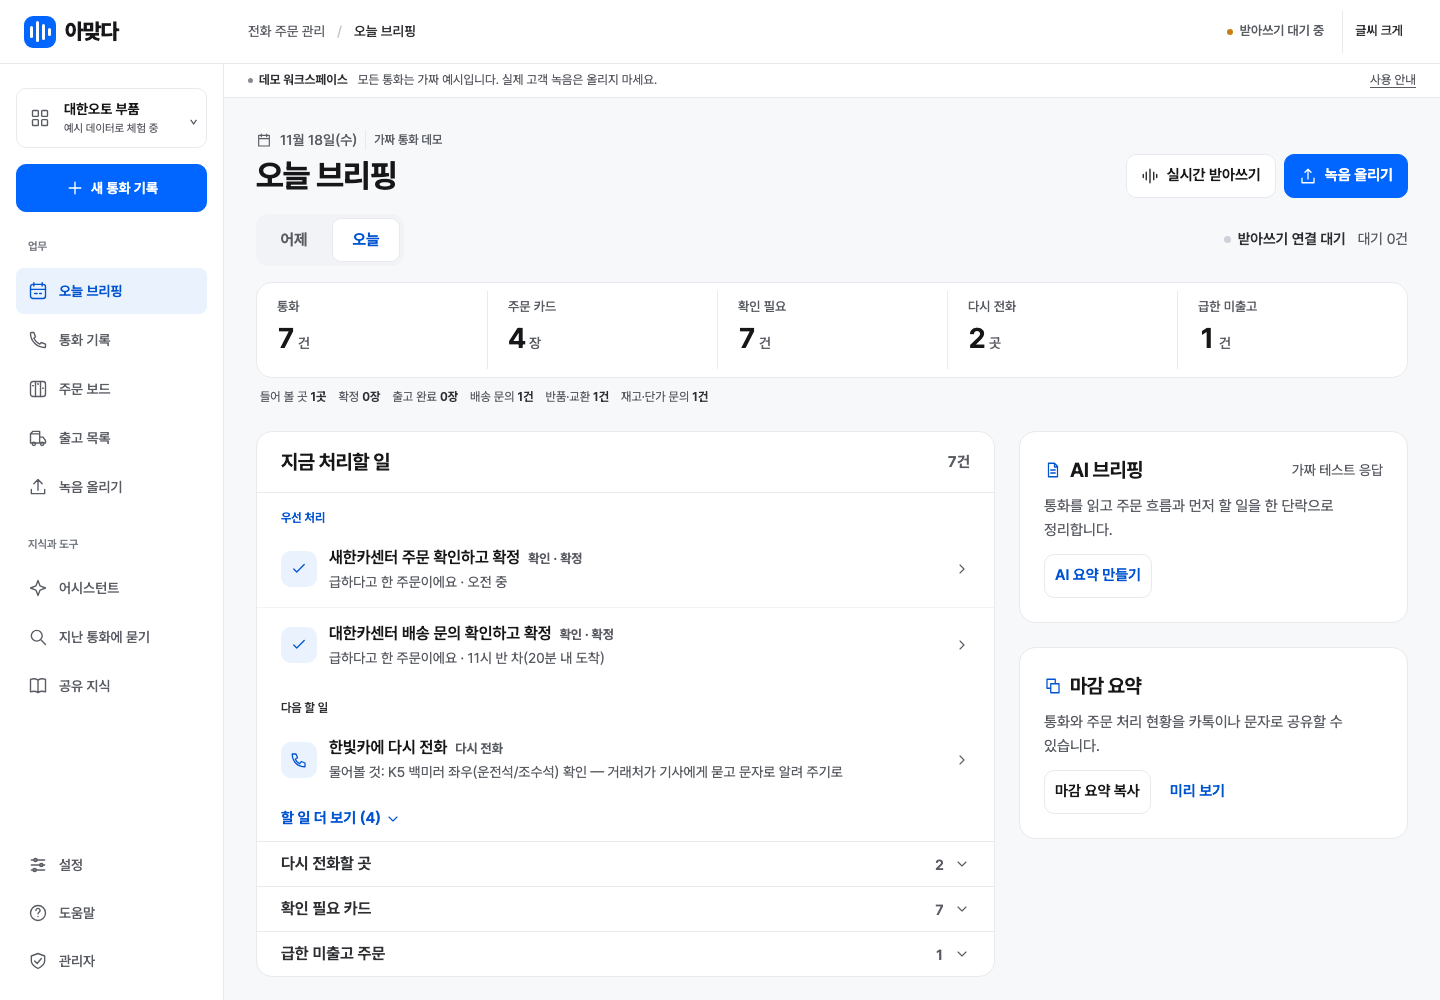 아맞다
전화 주문 관리 / 오늘 브리핑
받아쓰기 대기 중
글씨 크게
데모 워크스페이스 모든 통화는 가짜 예시입니다. 실제 고객 녹음은 올리지 마세요.
사용 안내
대한오토 부품
예시 데이터로 체험 중
새 통화 기록
업무
오늘 브리핑
통화 기록
주문 보드
출고 목록
녹음 올리기
지식과 도구
어시스턴트
지난 통화에 묻기
공유 지식
설정
도움말
관리자
11월 18일(수) 가짜 통화 데모
오늘 브리핑
실시간 받아쓰기
녹음 올리기
어제 오늘
받아쓰기 연결 대기 대기 0건
통화
7 건
주문 카드
4 장
확인 필요
7 건
다시 전화
2 곳
급한 미출고
1 건
들어 볼 곳 1곳 확정 0장 출고 완료 0장 배송 문의 1건 반품·교환 1건 재고·단가 문의 1건
지금 처리할 일 7건
우선 처리
새한카센터 주문 확인하고 확정 확인 · 확정
급하다고 한 주문이에요 · 오전 중
대한카센터 배송 문의 확인하고 확정 확인 · 확정
급하다고 한 주문이에요 · 11시 반 차(20분 내 도착)
다음 할 일
한빛카에 다시 전화 다시 전화
물어볼 것: K5 백미러 좌우(운전석/조수석) 확인 — 거래처가 기사에게 묻고 문자로 알려 주기로
할 일 더 보기 (4)
다시 전화할 곳 2
확인 필요 카드 7
급한 미출고 주문 1
AI 브리핑 가짜 테스트 응답
통화를 읽고 주문 흐름과 먼저 할 일을 한 단락으로
정리합니다.
AI 요약 만들기
마감 요약
통화와 주문 처리 현황을 카톡이나 문자로 공유할 수
있습니다.
마감 요약 복사 미리 보기